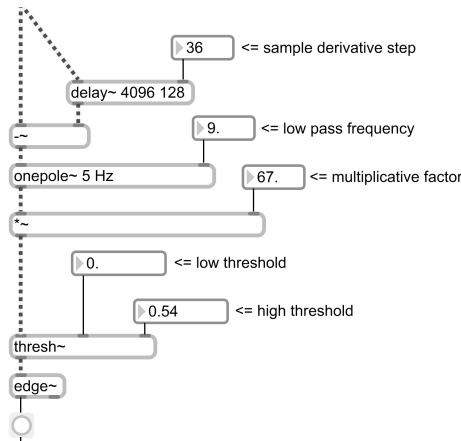 36 <= sample derivative step
delay~ 4096 128
-~
9. <= low pass frequency
onepole~ 5 Hz
67. <= multiplicative factor
*~
0. <= low threshold
0.54 <= high threshold
thresh~
edge~